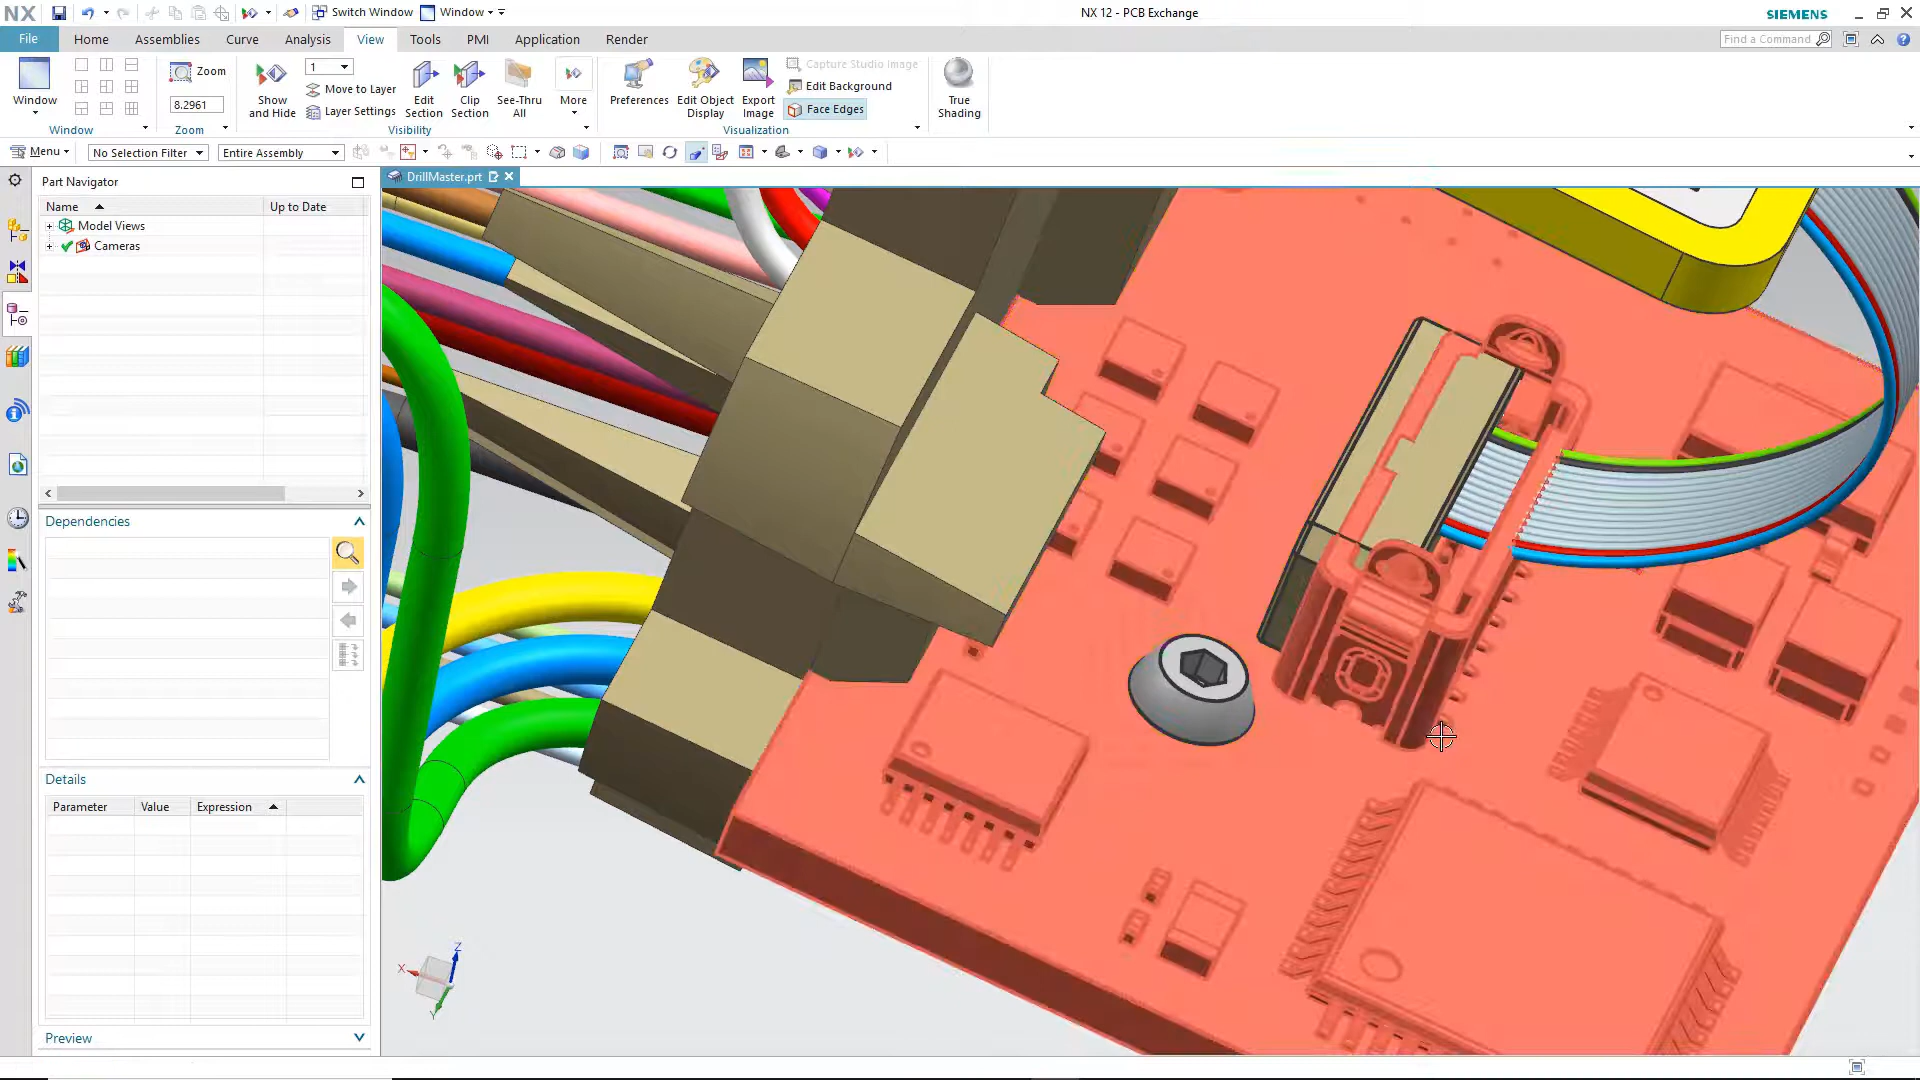 NX
Switch Window
Window
NX 12 - PCB Exchange
SIEMENS
File
Home
Assemblies
Curve
Analysis
View
Tools
PMI
Application
Render
Find a Command
Window
Zoom
8.2961
Show
and Hide
1
Move to Layer
Layer Settings
Edit
Section
Clip
Section
See-Thru
All
More
Preferences
Edit Object
Display
Export
Image
Capture Studio Image
Edit Background
Face Edges
True
Shading
Window
Zoom
Visibility
Visualization
Menu
No Selection Filter
Entire Assembly
Part Navigator
DrillMaster.prt
Name
Up to Date
Model Views
Cameras
Dependencies
Details
Parameter
Value
Expression
Preview
X
Y
Z